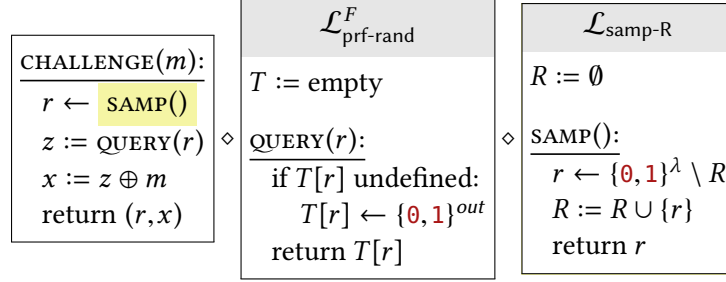 CHALLENGE(m):
r ← SAMP()
z := QUERY(r)
x := z ⊕ m
return (r, x)
⋄
𝓛^F_prf-rand
T := empty
QUERY(r):
if T[r] undefined:
T[r] ← {0, 1}^out
return T[r]
⋄
𝓛_samp-R
R := ∅
SAMP():
r ← {0, 1}^λ \ R
R := R ∪ {r}
return r